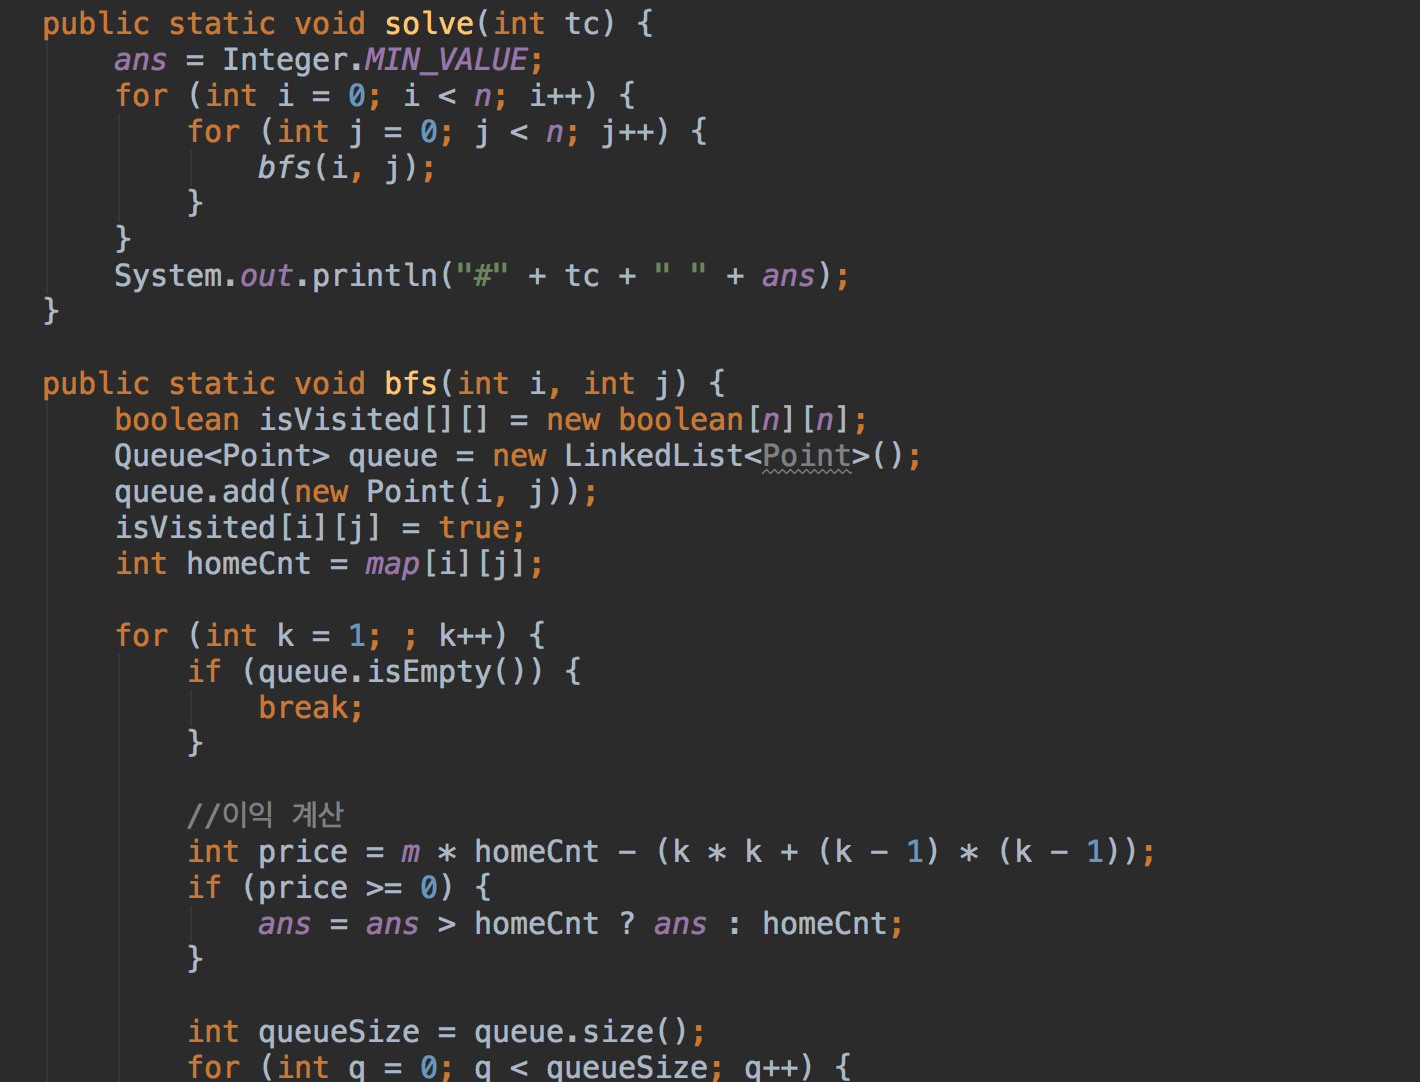 public static void solve(int tc) {
    ans = Integer.MIN_VALUE;
    for (int i = 0; i < n; i++) {
        for (int j = 0; j < n; j++) {
            bfs(i, j);
        }
    }
    System.out.println("#" + tc + " " + ans);
}
public static void bfs(int i, int j) {
    boolean isVisited[][] = new boolean[n][n];
    Queue<Point> queue = new LinkedList<Point>();
    queue.add(new Point(i, j));
    isVisited[i][j] = true;
    int homeCnt = map[i][j];
    for (int k = 1; ; k++) {
        if (queue.isEmpty()) {
            break;
        }
        //이익 계산
        int price = m * homeCnt - (k * k + (k - 1) * (k - 1));
        if (price >= 0) {
            ans = ans > homeCnt ? ans : homeCnt;
        }
        int queueSize = queue.size();
        for (int q = 0; q < queueSize; q++) {